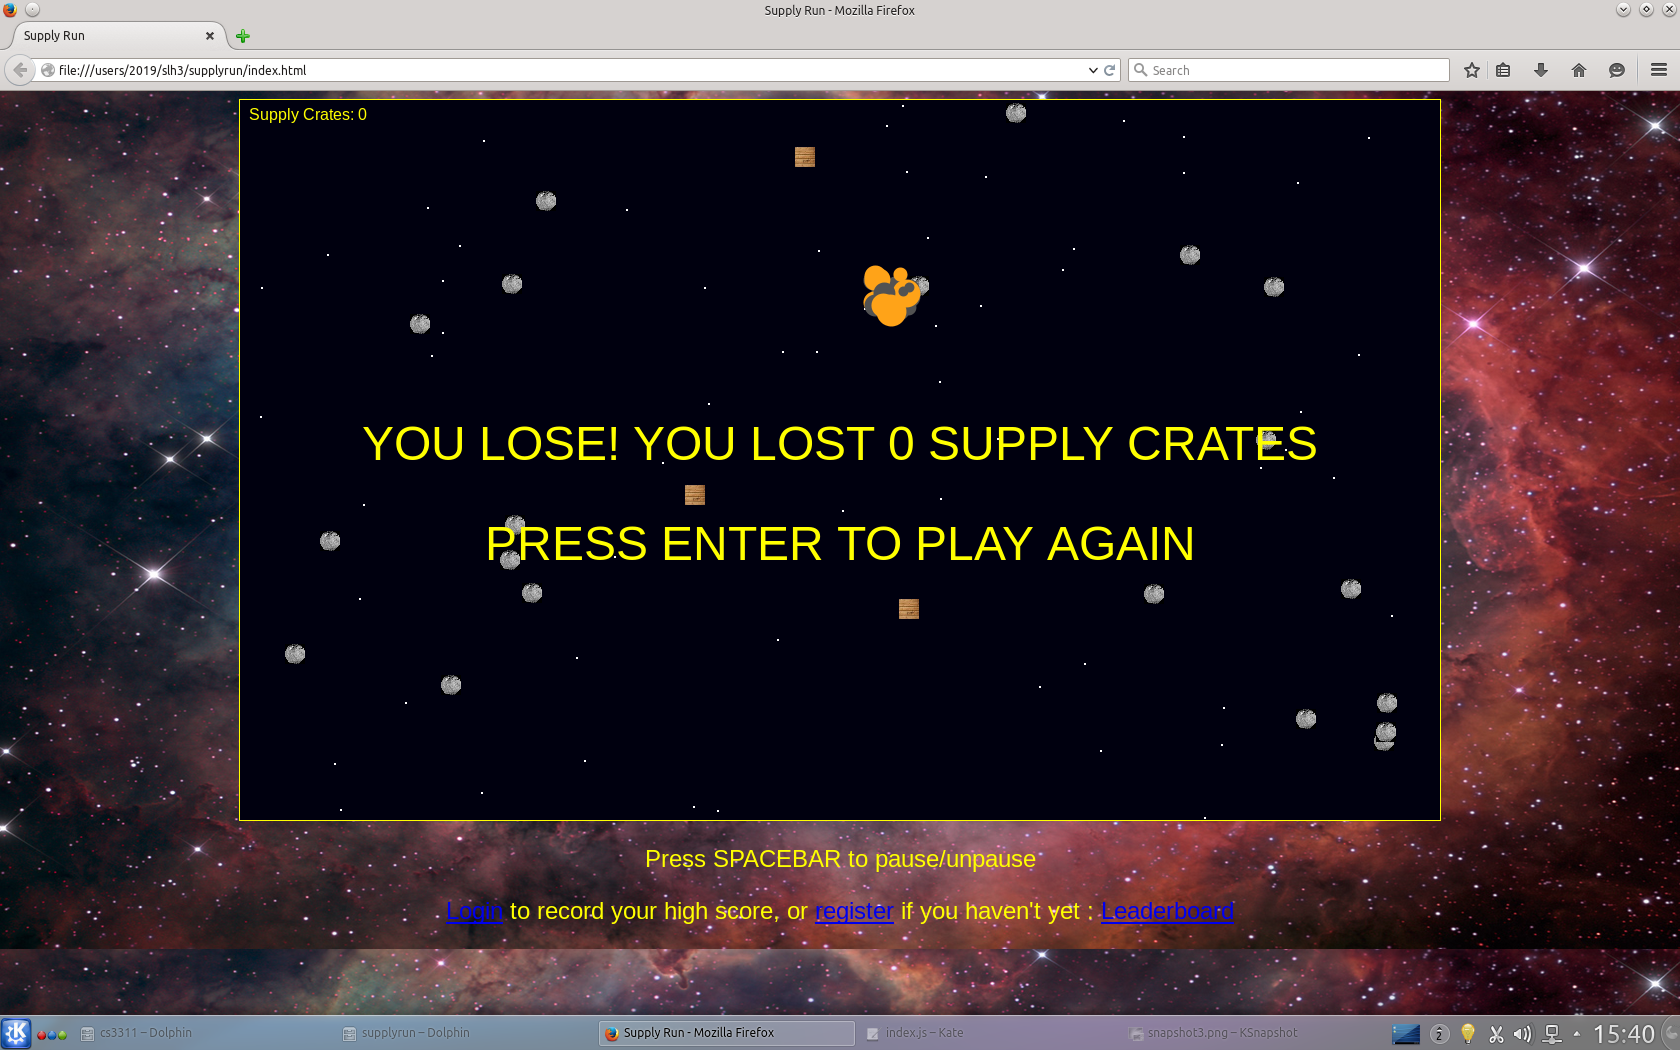 Supply Run - Mozilla Firefox
Supply Run
file:///users/2019/slh3/supplyrun/index.html
Search
Supply Crates: 0
YOU LOSE! YOU LOST 0 SUPPLY CRATES
PRESS ENTER TO PLAY AGAIN
Press SPACEBAR to pause/unpause
Login to record your high score, or register if you haven't yet : Leaderboard
cs3311 – Dolphin
supplyrun – Dolphin
Supply Run - Mozilla Firefox
index.js – Kate
snapshot3.png – KSnapshot
2
15:40